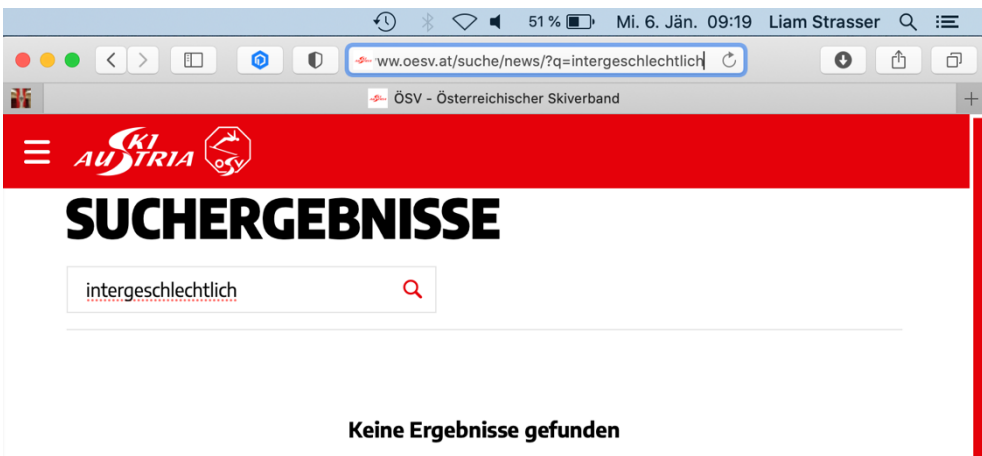 51 % Mi. 6. Jän. 09:19 Liam Strasser
ww.oesv.at/suche/news/?q=intergeschlechtlich
ÖSV - Österreichischer Skiverband
SKI
AUSTRIA ÖSV
SUCHERGEBNISSE
intergeschlechtlich
Keine Ergebnisse gefunden